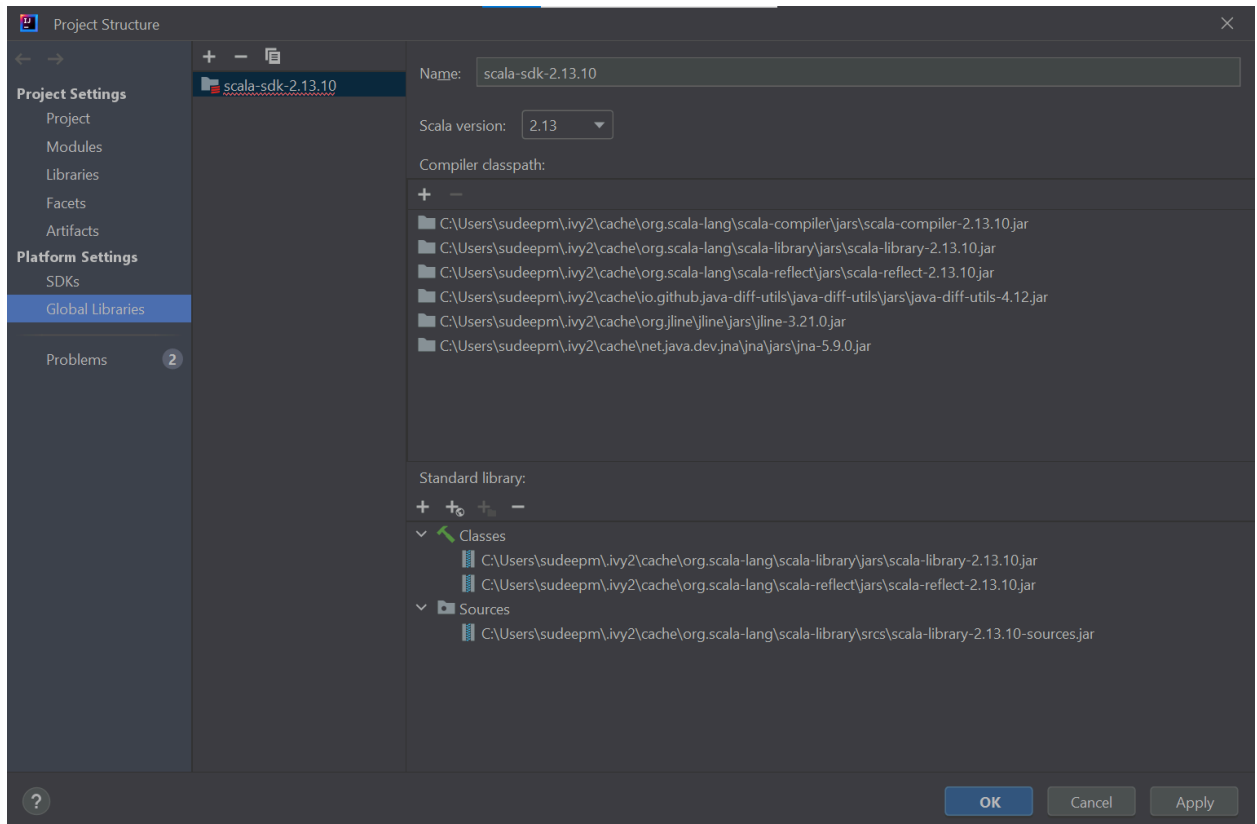 Project Structure
Project Settings
Project
Modules
Libraries
Facets
Artifacts
Platform Settings
SDKs
Global Libraries
Problems 2
scala-sdk-2.13.10
Name: scala-sdk-2.13.10
Scala version: 2.13
Compiler classpath:
C:\Users\sudeepm\.ivy2\cache\org.scala-lang\scala-compiler\jars\scala-compiler-2.13.10.jar
C:\Users\sudeepm\.ivy2\cache\org.scala-lang\scala-library\jars\scala-library-2.13.10.jar
C:\Users\sudeepm\.ivy2\cache\org.scala-lang\scala-reflect\jars\scala-reflect-2.13.10.jar
C:\Users\sudeepm\.ivy2\cache\io.github.java-diff-utils\java-diff-utils\jars\java-diff-utils-4.12.jar
C:\Users\sudeepm\.ivy2\cache\org.jline\jline\jars\jline-3.21.0.jar
C:\Users\sudeepm\.ivy2\cache\net.java.dev.jna\jna\jars\jna-5.9.0.jar
Standard library:
Classes
C:\Users\sudeepm\.ivy2\cache\org.scala-lang\scala-library\jars\scala-library-2.13.10.jar
C:\Users\sudeepm\.ivy2\cache\org.scala-lang\scala-reflect\jars\scala-reflect-2.13.10.jar
Sources
C:\Users\sudeepm\.ivy2\cache\org.scala-lang\scala-library\srcs\scala-library-2.13.10-sources.jar
? OK Cancel Apply